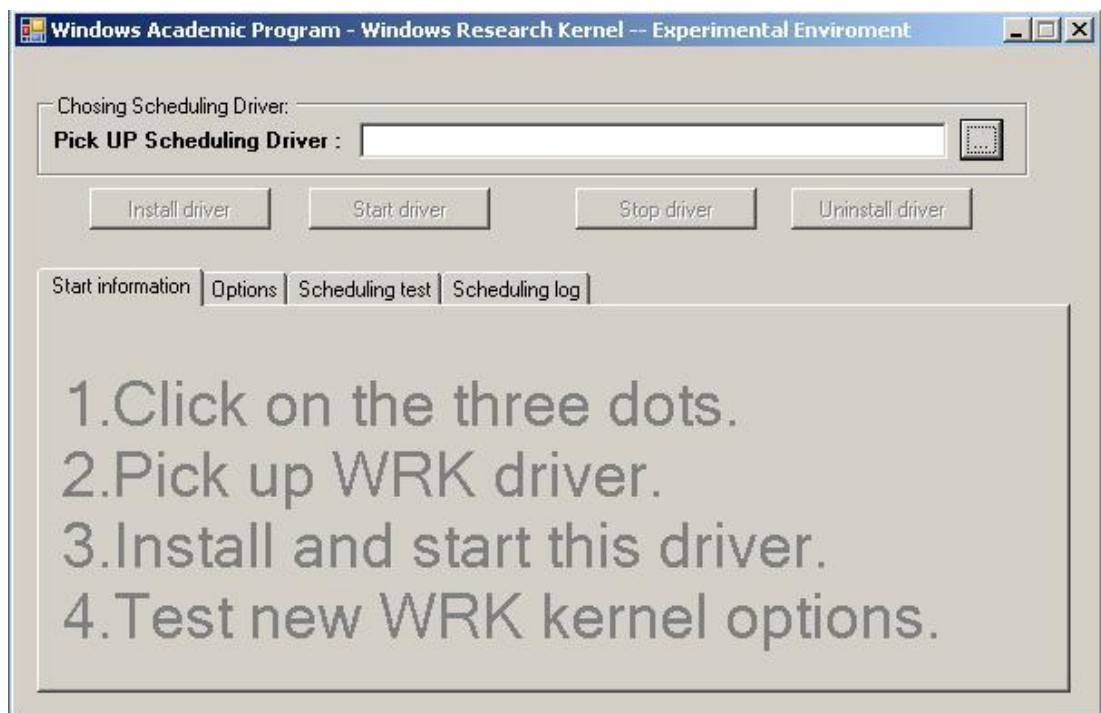 Windows Academic Program - Windows Research Kernel -- Experimental Enviroment
Chosing Scheduling Driver:
Pick UP Scheduling Driver : ...
Install driver Start driver Stop driver Uninstall driver
Start information Options Scheduling test Scheduling log
1.Click on the three dots.
2.Pick up WRK driver.
3.Install and start this driver.
4.Test new WRK kernel options.